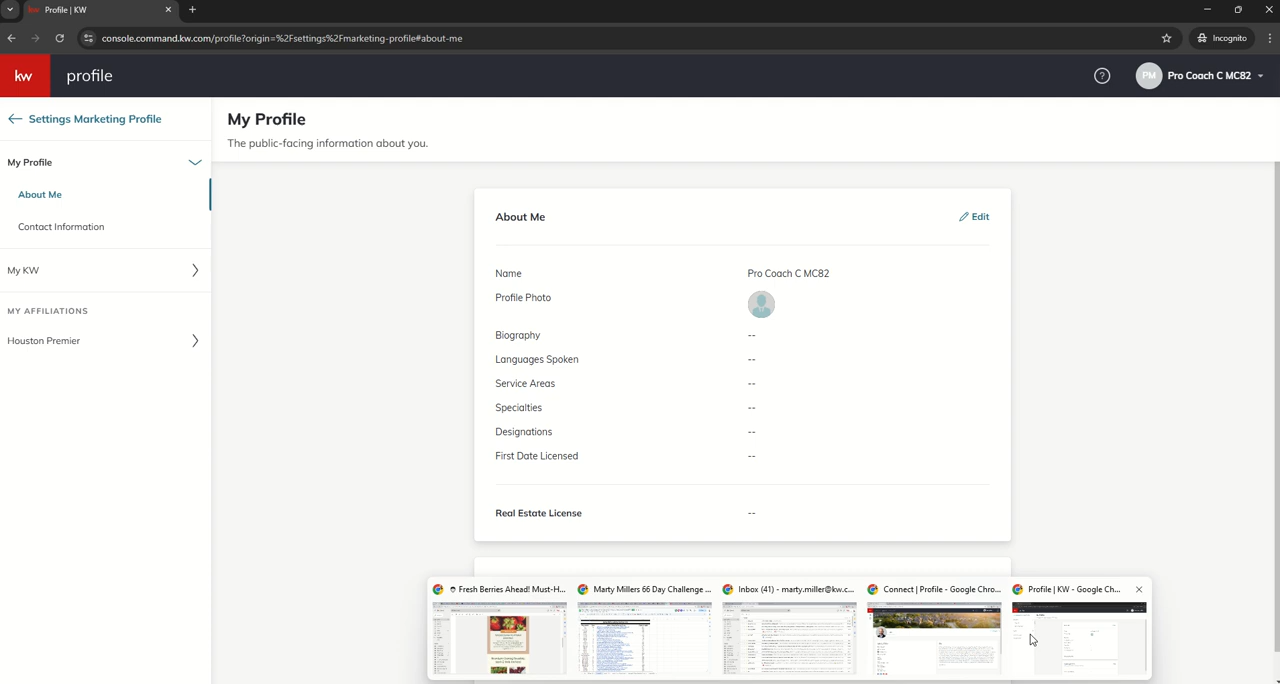 Profile | KW
console.command.kw.com/profile?origin=%2Fsettings%2Fmarketing-profile#about-me
Incognito
kw profile
? PM Pro Coach C MC82
Settings Marketing Profile
My Profile
About Me
Contact Information
My KW
MY AFFILIATIONS
Houston Premier
My Profile
The public-facing information about you.
About Me
Edit
Name Pro Coach C MC82
Profile Photo
Biography --
Languages Spoken --
Service Areas --
Specialties --
Designations --
First Date Licensed --
Real Estate License --
Fresh Berries Ahead! Must-H...
Marty Millers 66 Day Challenge ...
Inbox (41) - marty.miller@kw.c...
Connect | Profile - Google Chro...
Profile | KW - Google Ch...